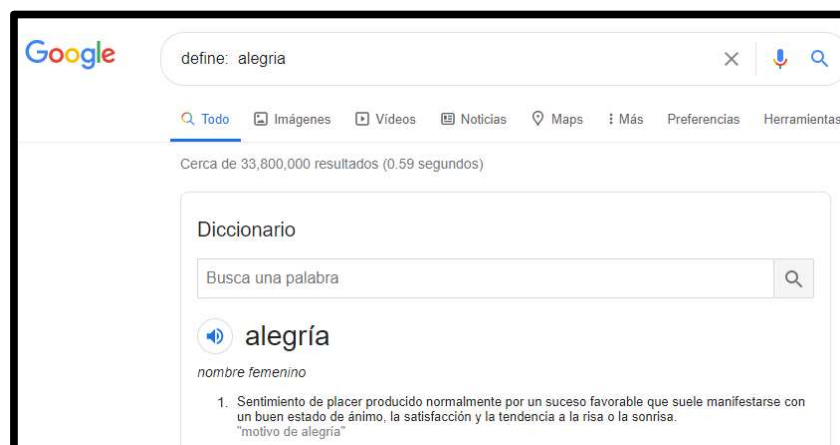 Google
define: alegria
Todo Imágenes Vídeos Noticias Maps Más Preferencias Herramientas
Cerca de 33,800,000 resultados (0.59 segundos)
Diccionario
Busca una palabra
alegría
nombre femenino
1. Sentimiento de placer producido normalmente por un suceso favorable que suele manifestarse con
un buen estado de ánimo, la satisfacción y la tendencia a la risa o la sonrisa.
"motivo de alegría"